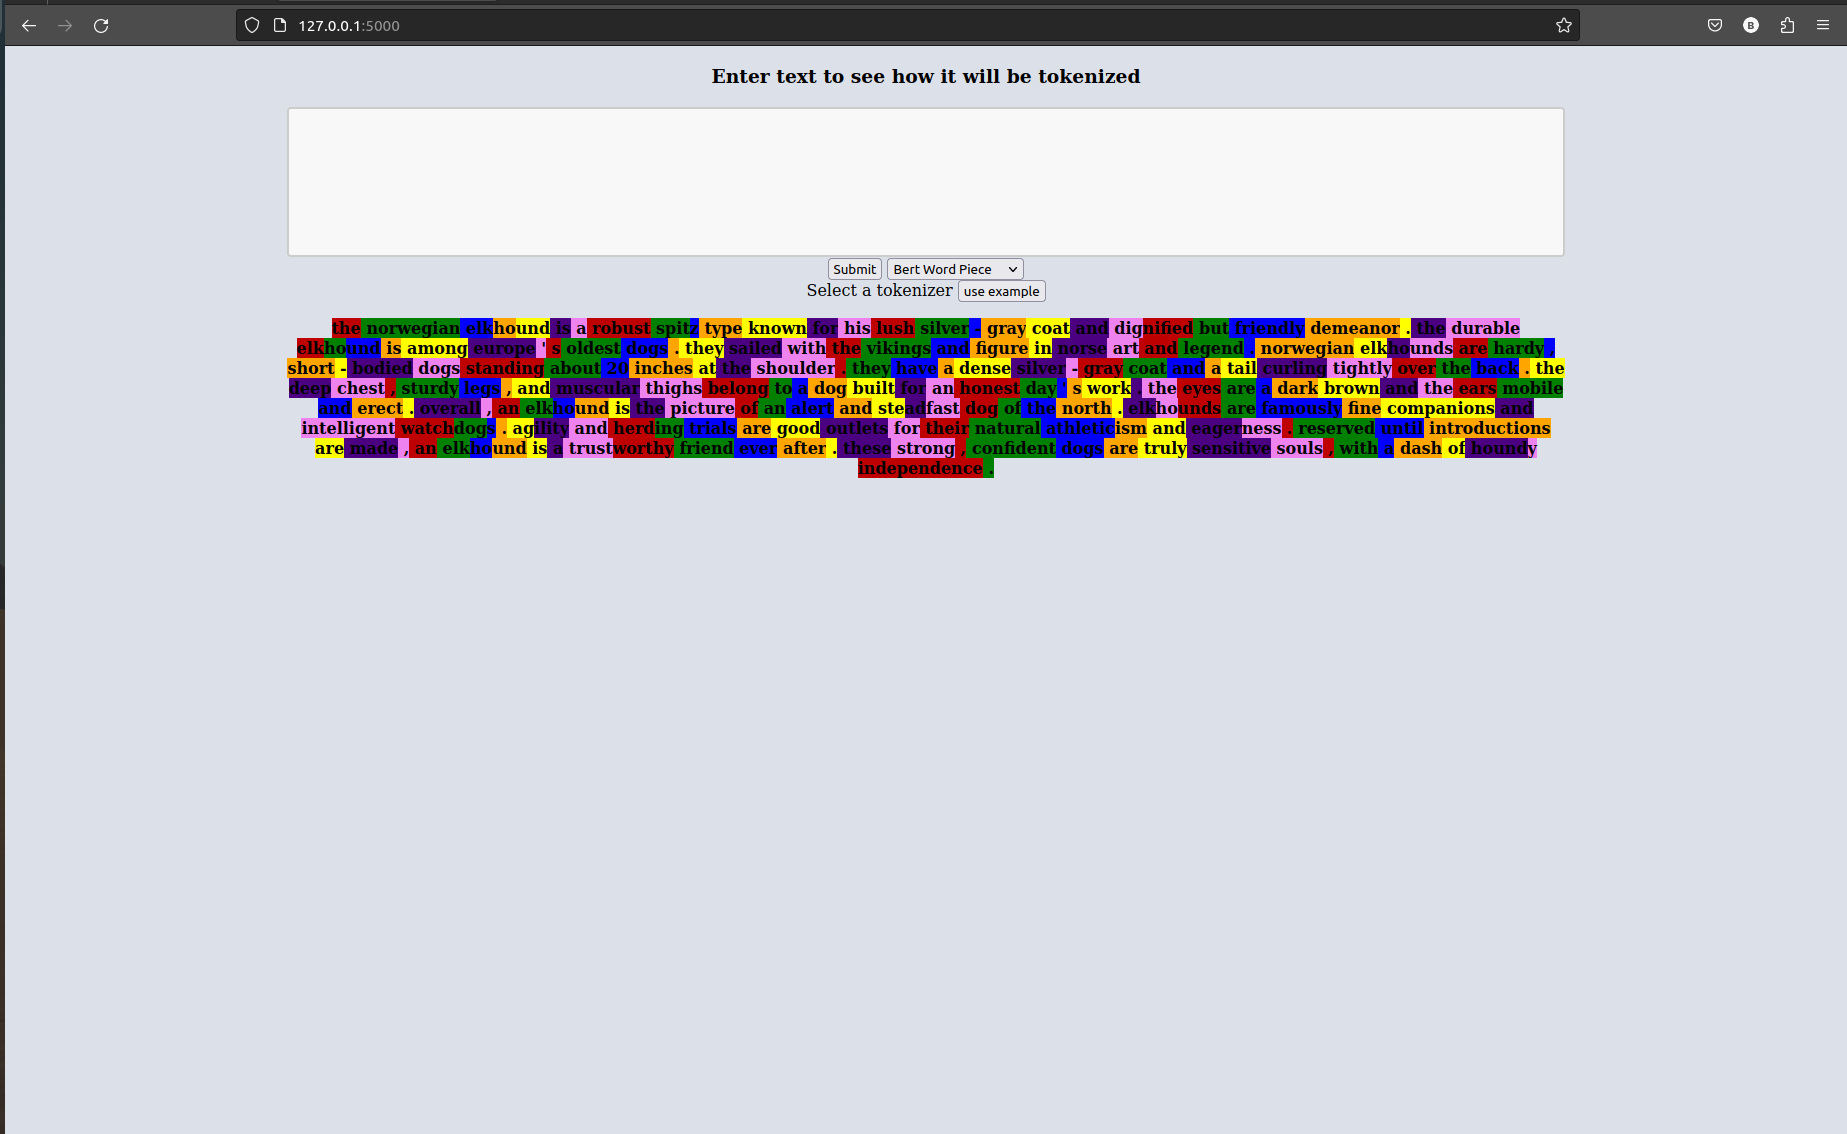 127.0.0.1:5000
B
Enter text to see how it will be tokenized
Submit Bert Word Piece
Select a tokenizer use example
the norwegian elkhound is a robust spitz type known for his lush silver - gray coat and dignified but friendly demeanor . the durable
elkhound is among europe ' s oldest dogs . they sailed with the vikings and figure in norse art and legend . norwegian elkhounds are hardy ,
short - bodied dogs standing about 20 inches at the shoulder . they have a dense silver - gray coat and a tail curling tightly over the back . the
deep chest , sturdy legs , and muscular thighs belong to a dog built for an honest day ' s work . the eyes are a dark brown and the ears mobile
and erect . overall , an elkhound is the picture of an alert and steadfast dog of the north . elkhounds are famously fine companions and
intelligent watchdogs . agility and herding trials are good outlets for their natural athleticism and eagerness . reserved until introductions
are made , an elkhound is a trustworthy friend ever after . these strong , confident dogs are truly sensitive souls , with a dash of houndy
independence .